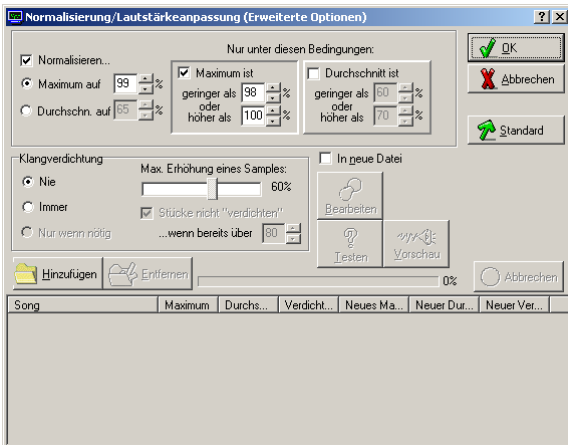 Normalisierung/Lautstärkeanpassung (Erweiterte Optionen)
Nur unter diesen Bedingungen:
Normalisieren...
Maximum auf 99 %
Durchschn. auf 65 %
Maximum ist
geringer als 98 %
oder
höher als 100 %
Durchschnitt ist
geringer als 60 %
oder
höher als 70 %
OK
Abbrechen
Standard
Klangverdichtung
Nie
Immer
Nur wenn nötig
Max. Erhöhung eines Samples:
60%
Stücke nicht "verdichten"
...wenn bereits über 80
In neue Datei
Bearbeiten
Testen
Vorschau
Hinzufügen
Entfernen
0%
Abbrechen
Song Maximum Durchs... Verdicht... Neues Ma... Neuer Dur... Neuer Ver...